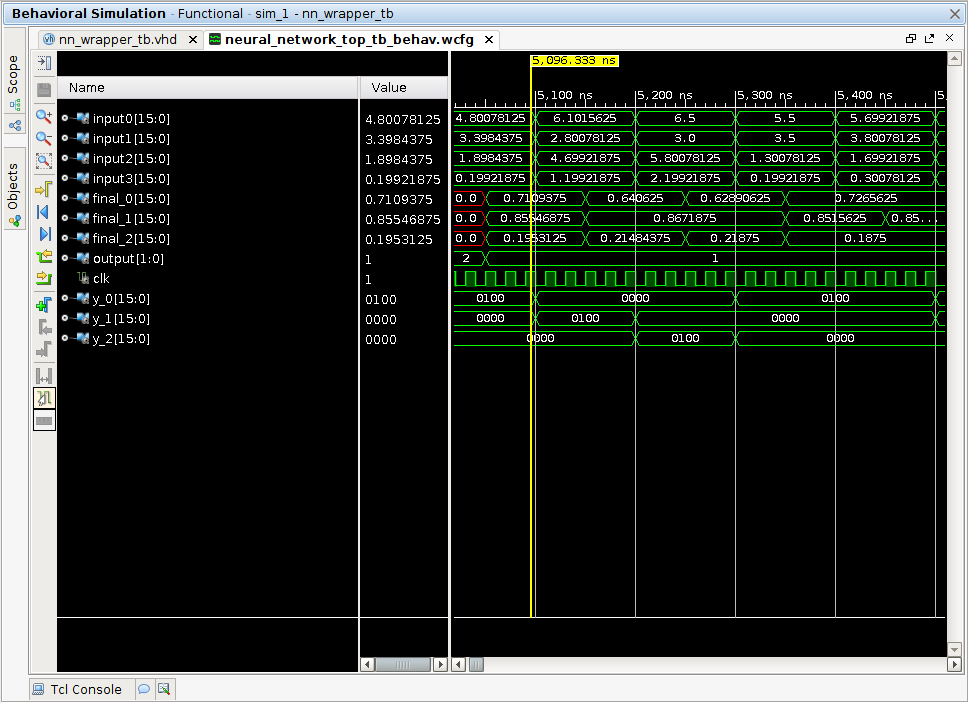 Behavioral Simulation - Functional - sim_1 - nn_wrapper_tb
nn_wrapper_tb.vhd
neural_network_top_tb_behav.wcfg
Scope
Objects
5,096.333 ns
Name
Value
5,100 ns 5,200 ns 5,300 ns 5,400 ns 5,
input0[15:0] 4.80078125 4.80078125 6.1015625 6.5 5.5 5.69921875
input1[15:0] 3.3984375 3.3984375 2.80078125 3.0 3.5 3.80078125
input2[15:0] 1.8984375 1.8984375 4.69921875 5.80078125 1.30078125 1.69921875
input3[15:0] 0.19921875 0.19921875 1.19921875 2.19921875 0.19921875 0.30078125
final_0[15:0] 0.7109375 0.0 0.7109375 0.640625 0.62890625 0.7265625
final_1[15:0] 0.85546875 0.0 0.85546875 0.8671875 0.8515625 0.85...
final_2[15:0] 0.1953125 0.0 0.1953125 0.21484375 0.21875 0.1875
output[1:0] 1 2 1
clk 1
y_0[15:0] 0100 0100 0000 0100
y_1[15:0] 0000 0000 0100 0000
y_2[15:0] 0000 0000 0100 0000
Tcl Console